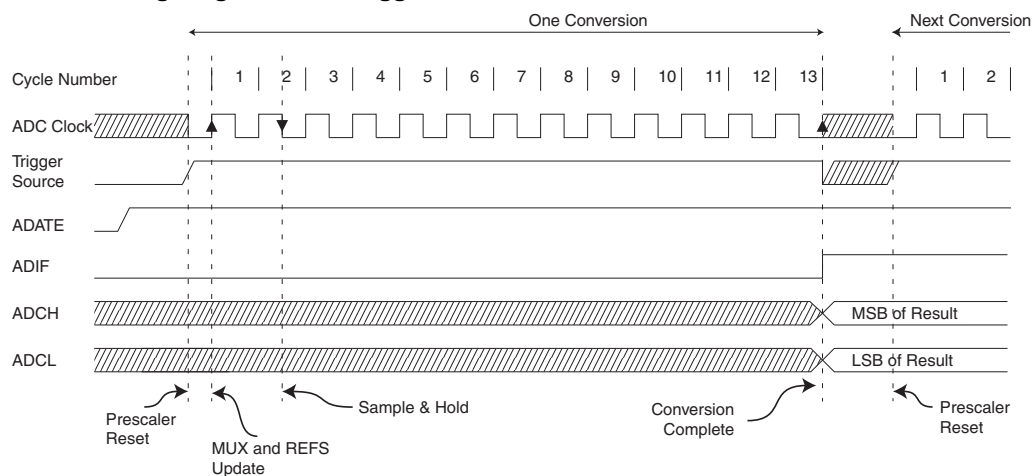 One Conversion
Next Conversion
Cycle Number
1 2 3 4 5 6 7 8 9 10 11 12 13 1 2
ADC Clock
Trigger
Source
ADATE
ADIF
ADCH
MSB of Result
ADCL
LSB of Result
Prescaler
Reset
MUX and REFS
Update
Sample & Hold
Conversion
Complete
Prescaler
Reset